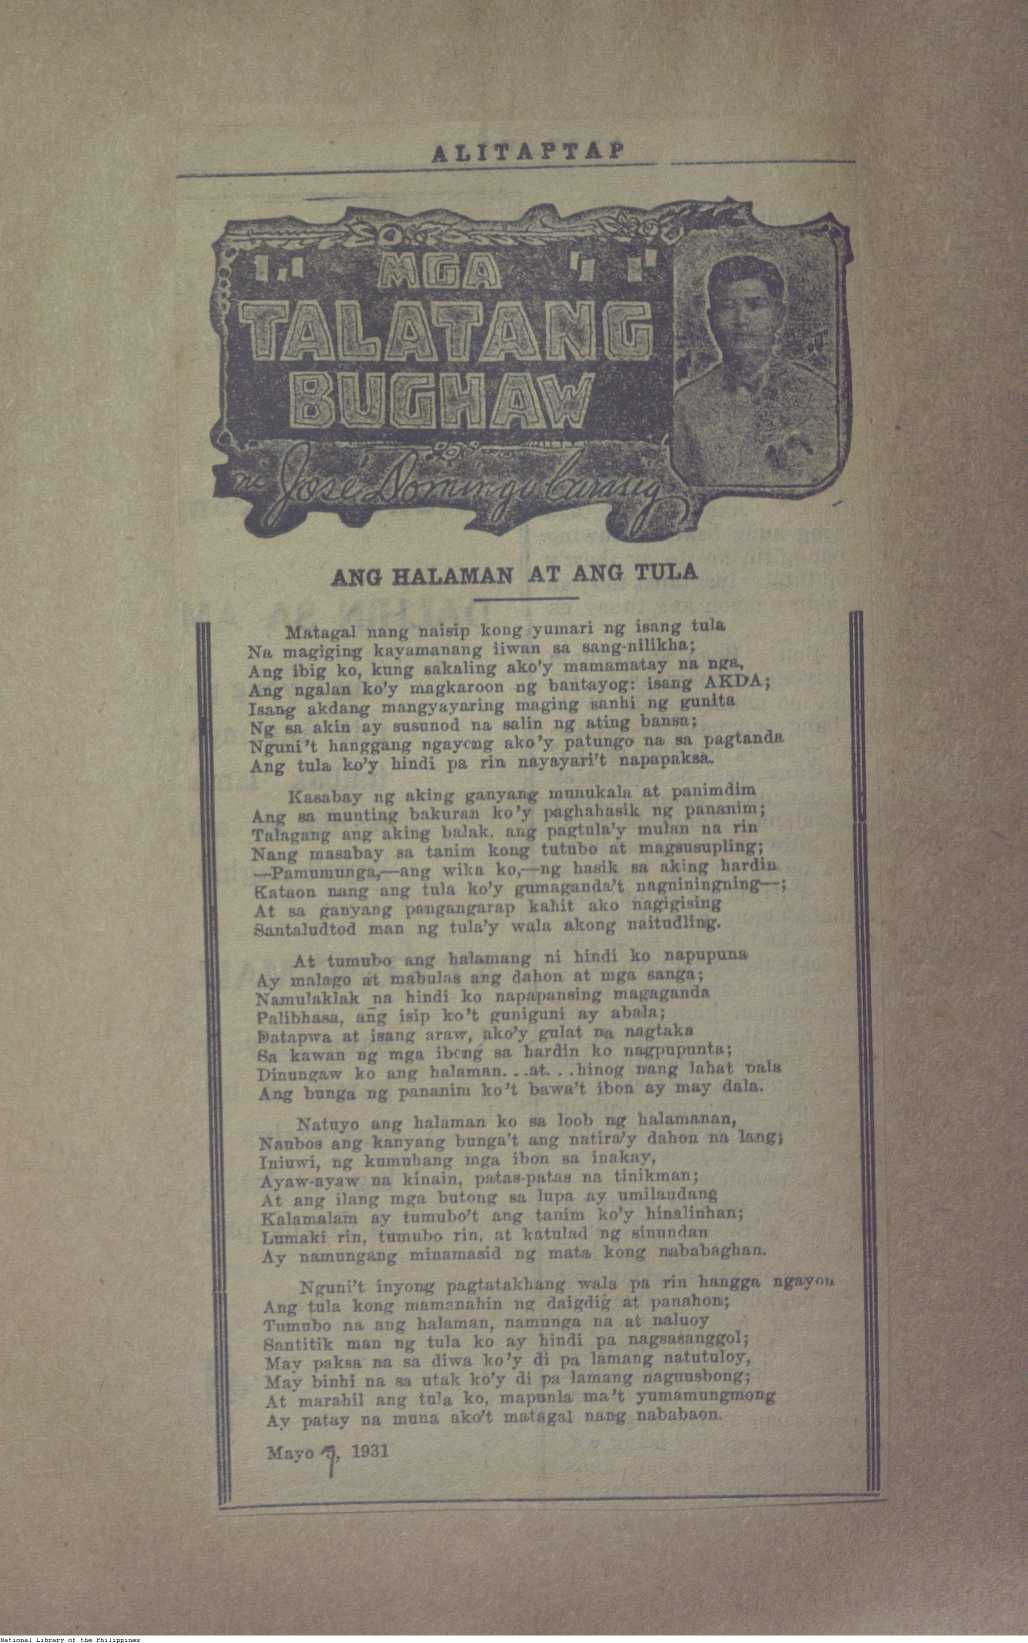 ALITAPTAP
MGA
TALATANG
BUGHAW
ni José Domingo
ANG HALAMAN AT ANG TULA
Matagal nang naisip kong yumari ng isang tula
Na magiging kayamanang iiwan sa sang-nilikha;
Ang ibig ko, kung sakaling ako'y mamamatay na nga,
Ang ngalan ko'y magkaroon ng bantayog: isang AKDA;
Isang akdang mangyayaring maging sanhi ng gunita
Ng sa akin ay susunod na salin ng ating bansa;
Nguni't hanggang ngayong ako'y patungo na sa pagtanda
Ang tula ko'y hindi pa rin nayayari't napapaksa.
Kasabay ng aking ganyang munukala at panimdim
Ang sa munting bakuran ko'y paghahasik ng pananim;
Talagang ang aking balak, ang pagtula'y mulan na rin
Nang masabay sa tanim kong tutubo at magsusupling;
—Pamumunga,—ang wika ko,—ng hasik sa aking hardin
Kataon nang ang tula ko'y gumaganda't nagniningning—;
At sa ganyang pangangarap kahit ako nagigising
Santaludtod man ng tula'y wala akong naitudling.
At tumubo ang halamang ni hindi ko napupuna
Ay malago at mabulas ang dahon at mga sanga;
Namulaklak na hindi ko napapansing magaganda
Palibhasa, ang isip ko't guniguni ay abala;
Datapwa at isang araw, ako'y gulat na nagtaka
Sa kawan ng mga ibong sa hardin ko nagpupunta;
Dinungaw ko ang halaman...at...hinog nang lahat pala
Ang bunga ng pananim ko't bawa't ibon ay may dala.
Natuyo ang halaman ko sa loob ng halamanan,
Naubos ang kanyang bunga't ang natira'y dahon na lang;
Iniuwi, ng kumuhang mga ibon sa inakay,
Ayaw-ayaw na kinain, patas-patas na tinikman;
At ang ilang mga butong sa lupa ay umilandang
Kalamalam ay tumubo't ang tanim ko'y hinalinhan;
Lumaki rin, tumubo rin, at katulad ng sinundan
Ay namungang minamasid ng mata kong nababaghan.
Nguni't inyong pagtatakhang wala pa rin hangga ngayon
Ang tula kong mamanahin ng daigdig at panahon;
Tumubo na ang halaman, namunga na at naluoy
Santitik man ng tula ko ay hindi pa nagsasanggol;
May paksa na sa diwa ko'y di pa lamang natutuloy,
May binhi na sa utak ko'y di pa lamang naguusbong;
At marahil ang tula ko, mapunla ma't yumamungmong
Ay patay na muna ako't matagal nang nababaon.
Mayo 7, 1931
National Library of the Philippines